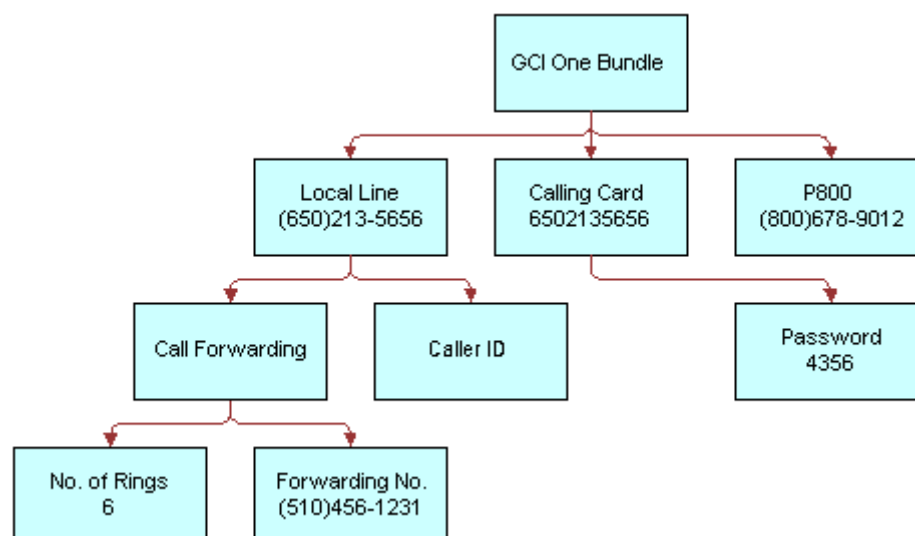 GCI One Bundle
Local Line
(650)213-5656
Calling Card
6502135656
P800
(800)678-9012
Call Forwarding
Caller ID
Password
4356
No. of Rings
6
Forwarding No.
(510)456-1231